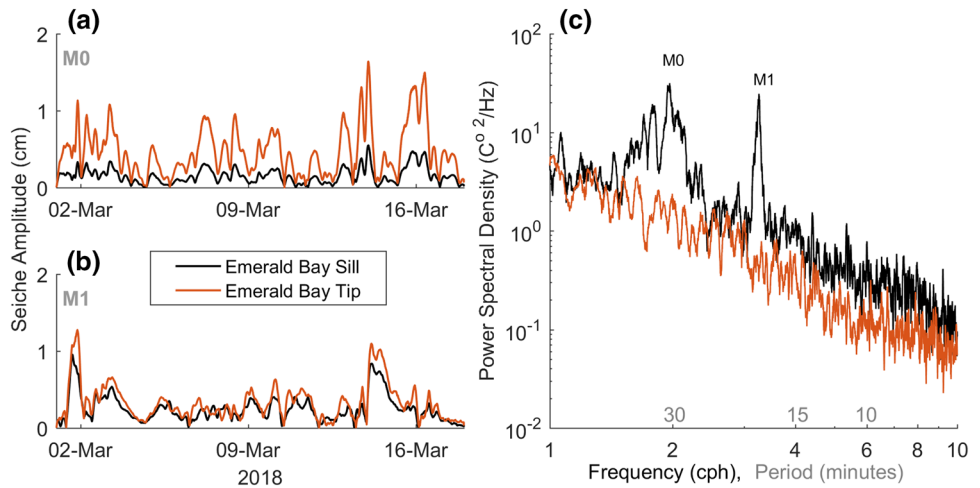 (a)
M0
2
1
0
02-Mar
09-Mar
16-Mar
Seiche Amplitude (cm)
(b)
M1
2
1
0
Emerald Bay Sill
Emerald Bay Tip
02-Mar
09-Mar
16-Mar
2018
(c)
M0
M1
Power Spectral Density (C° ²/Hz)
10²
10¹
10⁰
10⁻¹
10⁻²
30
15
10
1
2
4
6
8
10
Frequency (cph), Period (minutes)